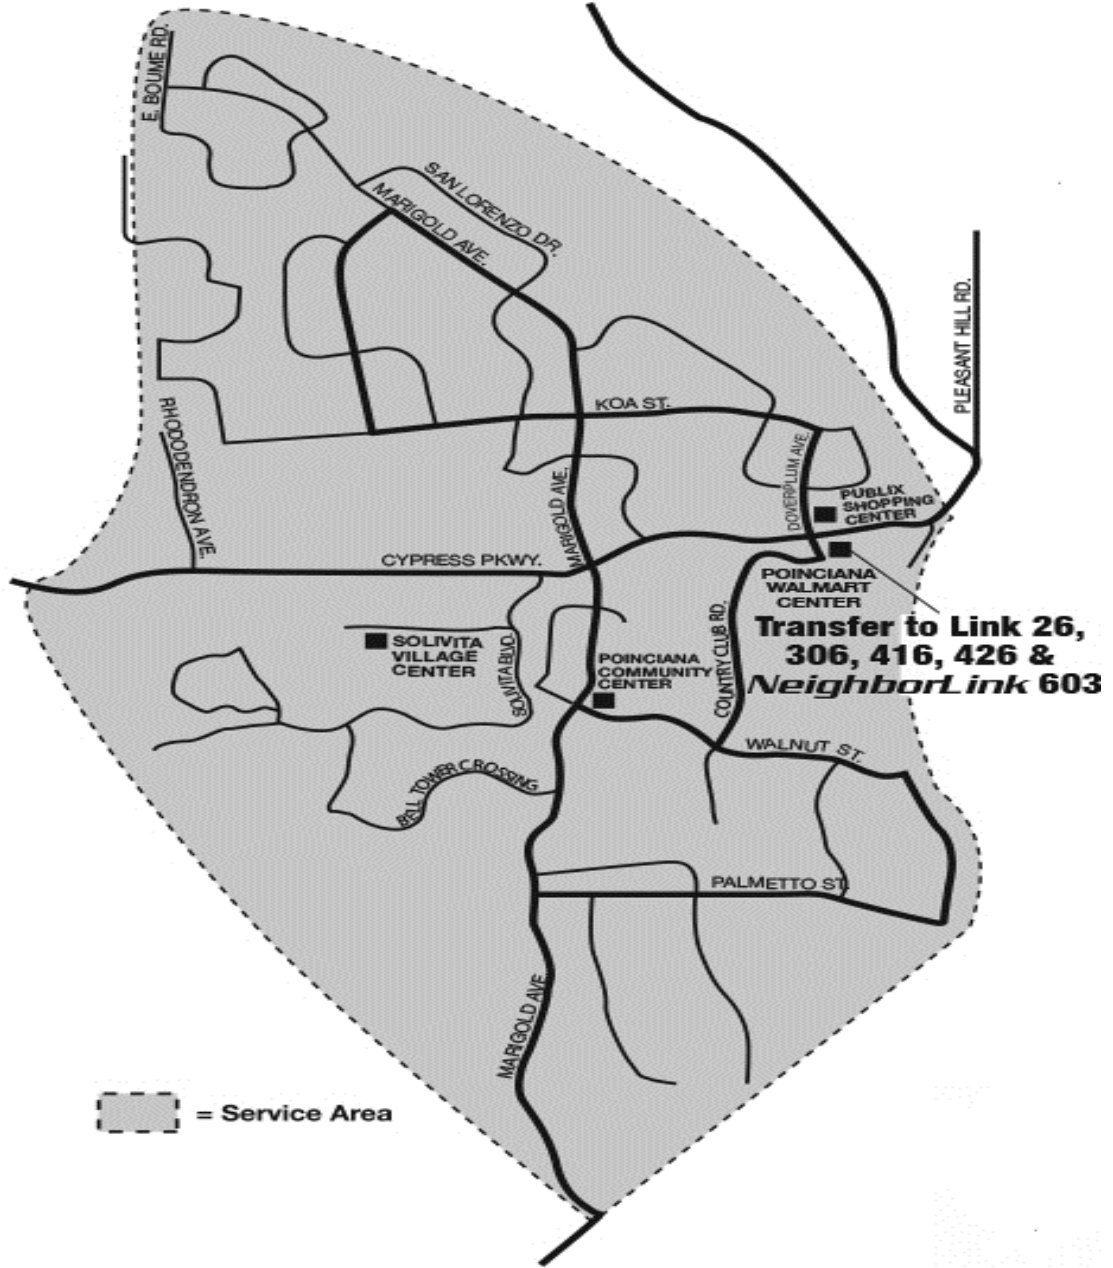 E. BOUME RD.
SAN LORENZO DR.
MARIGOLD AVE.
PLEASANT HILL RD.
KOA ST.
RHODODENDRON AVE.
DOVERPLUM AVE.
MARIGOLD AVE.
PUBLIX
SHOPPING
CENTER
CYPRESS PKWY.
POINCIANA
WALMART
CENTER
Transfer to Link 26,
306, 416, 426 &
NeighborLink 603
COUNTRY CLUB RD.
SOLIVITA
VILLAGE
CENTER
SOLIVITA BLVD.
POINCIANA
COMMUNITY
CENTER
WALNUT ST.
BELL TOWER CROSSING
PALMETTO ST.
MARIGOLD AVE.
= Service Area